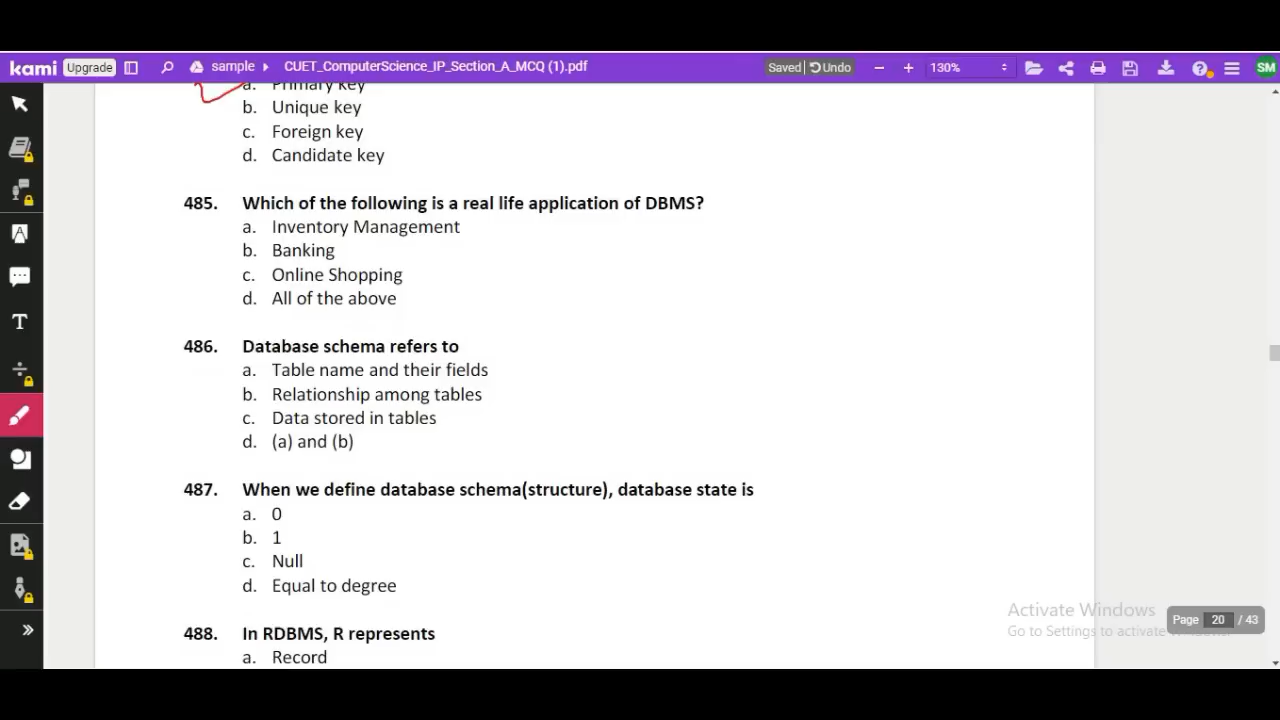 kami Upgrade sample CUET_ComputerScience_IP_Section_A_MCQ (1).pdf Saved Undo 130% SM
a. Primary key
b. Unique key
c. Foreign key
d. Candidate key
485. Which of the following is a real life application of DBMS?
a. Inventory Management
b. Banking
c. Online Shopping
d. All of the above
486. Database schema refers to
a. Table name and their fields
b. Relationship among tables
c. Data stored in tables
d. (a) and (b)
487. When we define database schema(structure), database state is
a. 0
b. 1
c. Null
d. Equal to degree
Activate Windows
Go to Settings to activate
Page 20 / 43
488. In RDBMS, R represents
a. Record